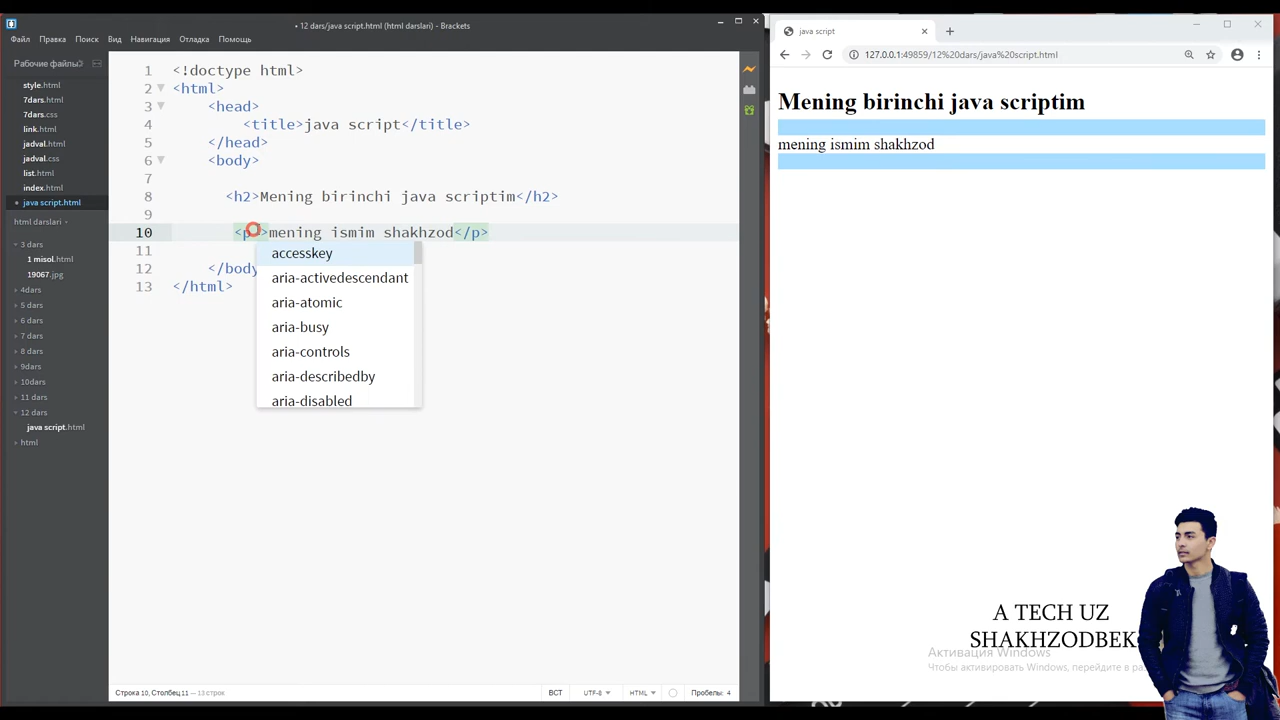 • 12 dars/java script.html (html darslari) - Brackets
Файл Правка Поиск Вид Навигация Отладка Помощь
Рабочие файлы
style.html
7dars.html
7dars.css
link.html
jadval.html
jadval.css
list.html
index.html
• java script.html
html darslari
3 dars
1 misol.html
19067.jpg
4dars
5 dars
6 dars
7 dars
8 dars
9dars
10dars
11 dars
12 dars
java script.html
html
1 <!doctype html>
2 <html>
3 <head>
4 <title>java script</title>
5 </head>
6 <body>
7
8 <h2>Mening birinchi java scriptim</h2>
9
10 <p >mening ismim shakhzod</p>
11
12 </body
13 </html>
accesskey
aria-activedescendant
aria-atomic
aria-busy
aria-controls
aria-describedby
aria-disabled
Строка 10, Столбец 11 — 13 строк
ВСТ UTF-8 HTML Пробелы: 4
java script
127.0.0.1:49859/12%20dars/java%20script.html
Mening birinchi java scriptim
mening ismim shakhzod
A TECH UZ
SHAKHZODBEK
Активация Windows
Чтобы активировать Windows, перейдите в